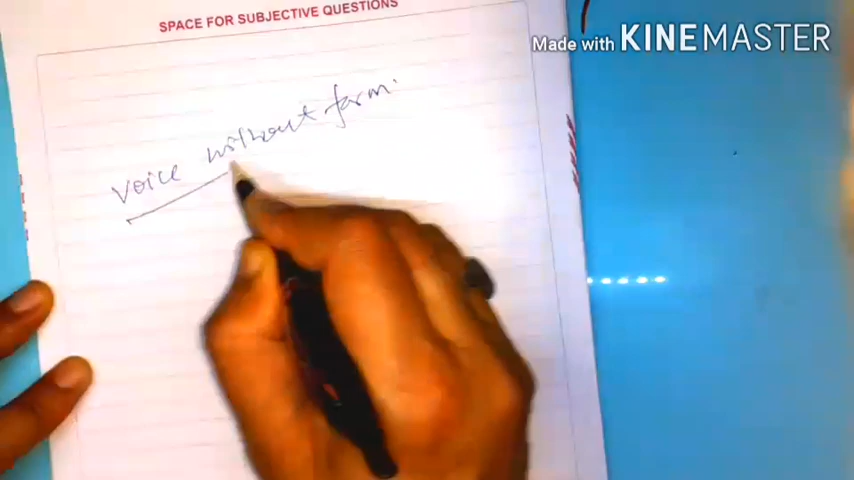 SPACE FOR SUBJECTIVE QUESTIONS
Made with KINEMASTER
voice without form.